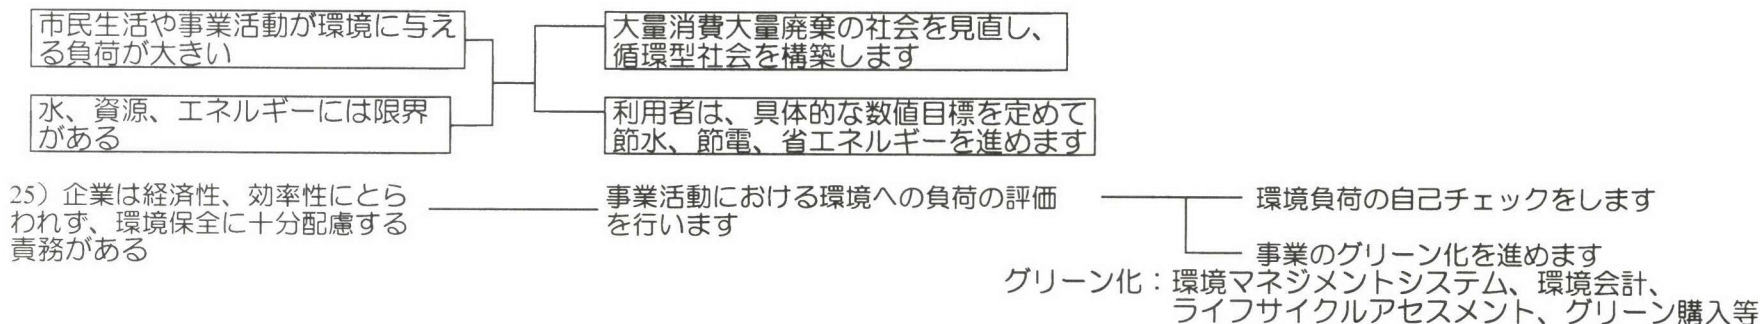 市民生活や事業活動が環境に与え
る負荷が大きい
大量消費大量廃棄の社会を見直し、
循環型社会を構築します
水、資源、エネルギーには限界
がある
利用者は、具体的な数値目標を定めて
節水、節電、省エネルギーを進めます
25）企業は経済性、効率性にとら
われず、環境保全に十分配慮する
責務がある
事業活動における環境への負荷の評価
を行います
環境負荷の自己チェックをします
事業のグリーン化を進めます
グリーン化：環境マネジメントシステム、環境会計、
ライフサイクルアセスメント、グリーン購入等